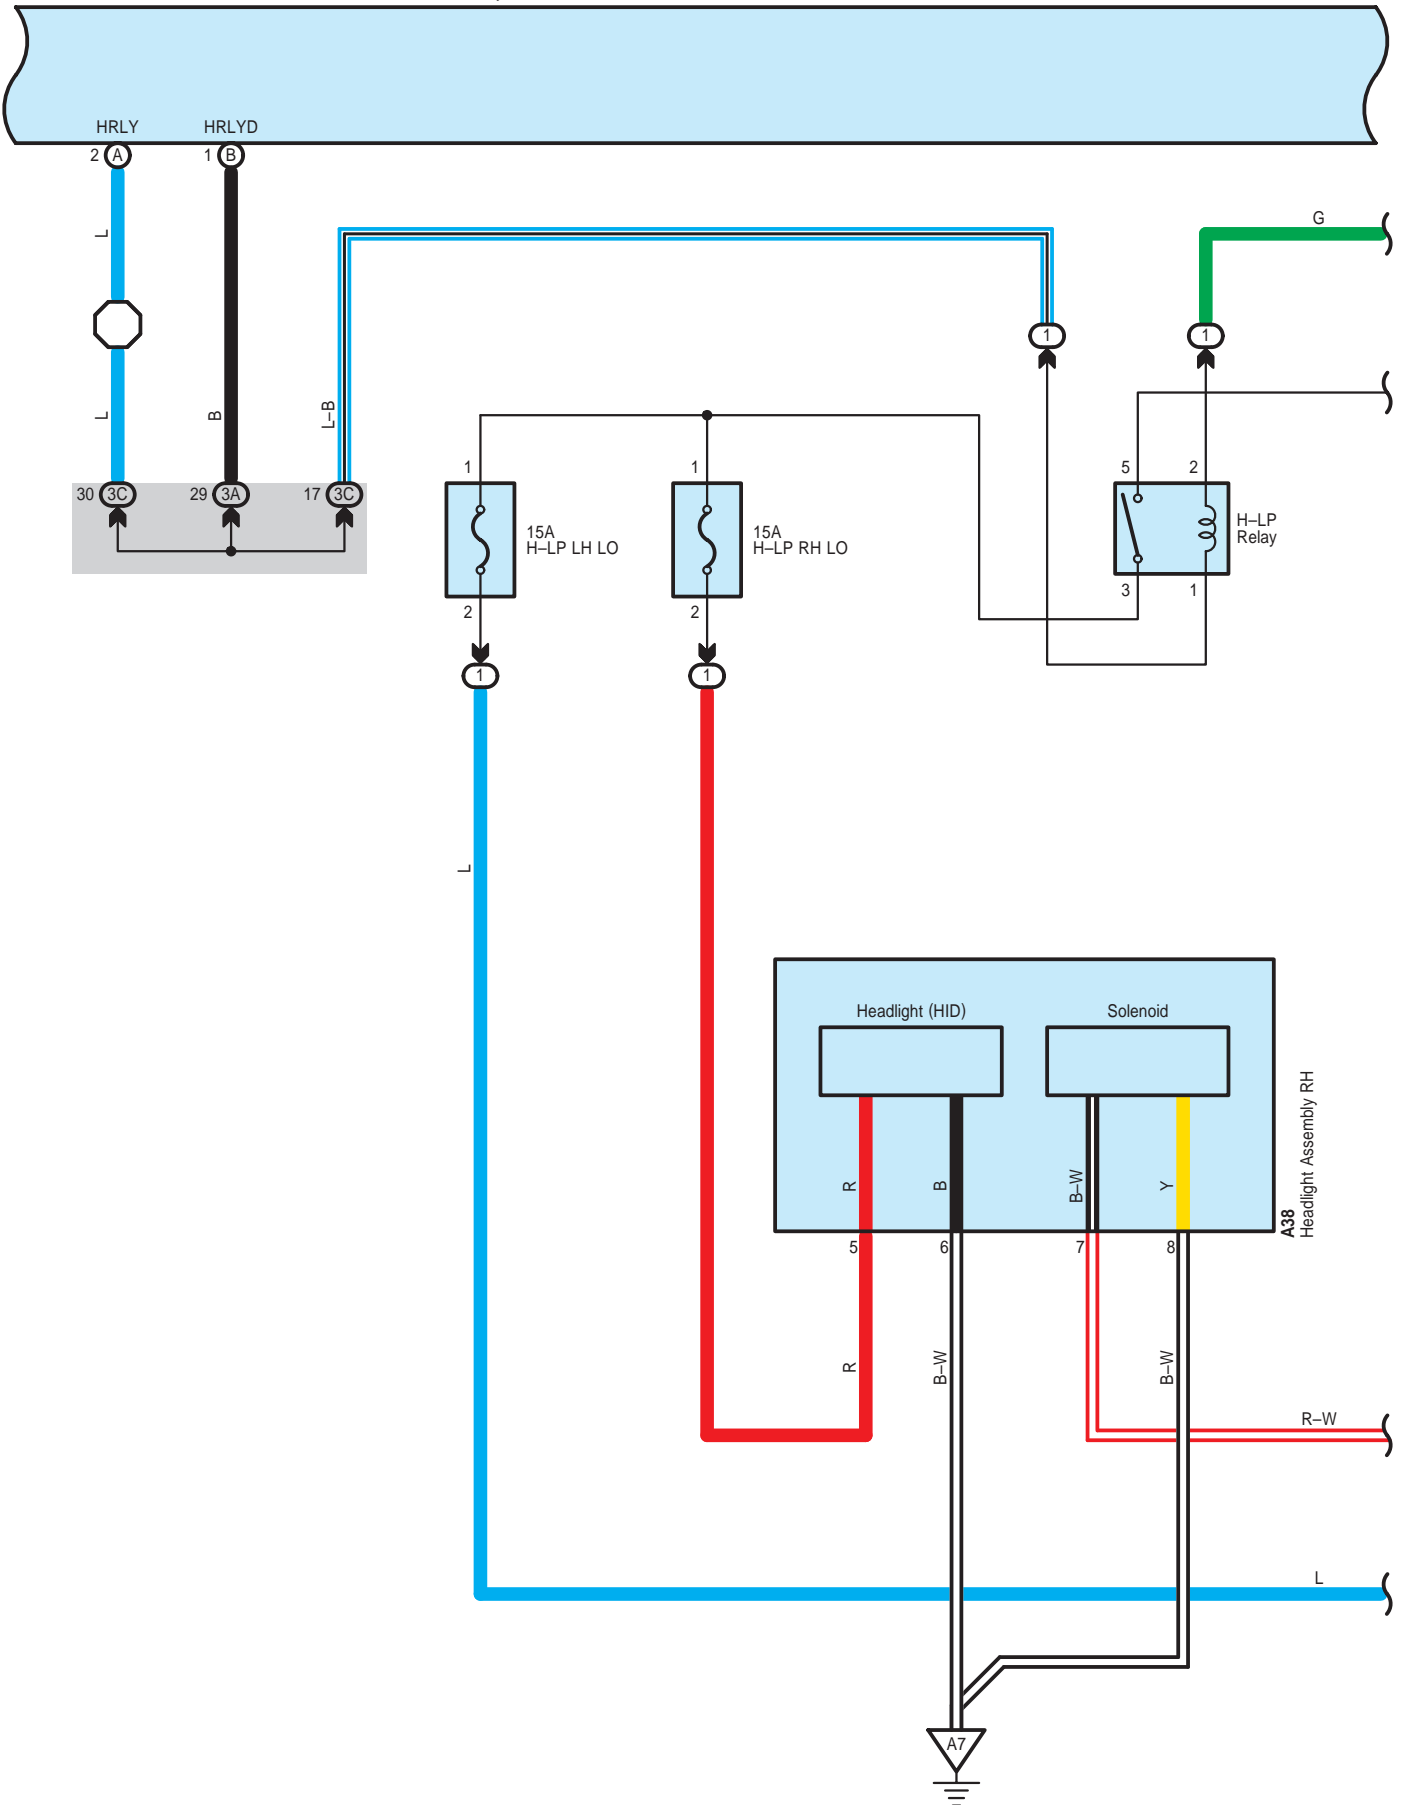 HRLY
HRLYD
2 A
1 B
G
L
1
1
L
B
L–B
5
2
1
1
30 3C
29 3A
17 3C
15A
H–LP LH LO
15A
H–LP RH LO
H–LP
Relay
3
1
2
2
1
1
L
Headlight (HID)
Solenoid
R
B
B–W
Y
A38
Headlight Assembly RH
5
6
7
8
R
B–W
B–W
R–W
L
A7